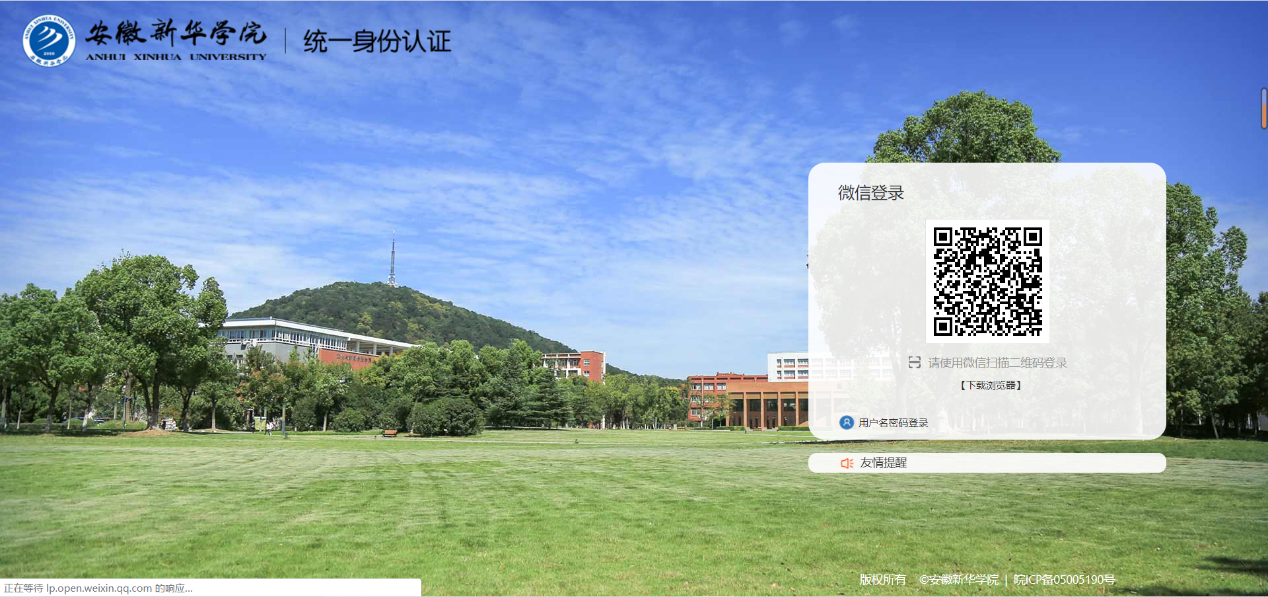 安徽新华学院
统一身份认证
ANHUI XINHUA UNIVERSITY
微信登录
请使用微信扫描二维码登录
【下载浏览器】
用户名密码登录
友情提醒
版权所有 ©安徽新华学院 | 皖ICP备05005190号
正在等待 lp.open.weixin.qq.com 的响应...